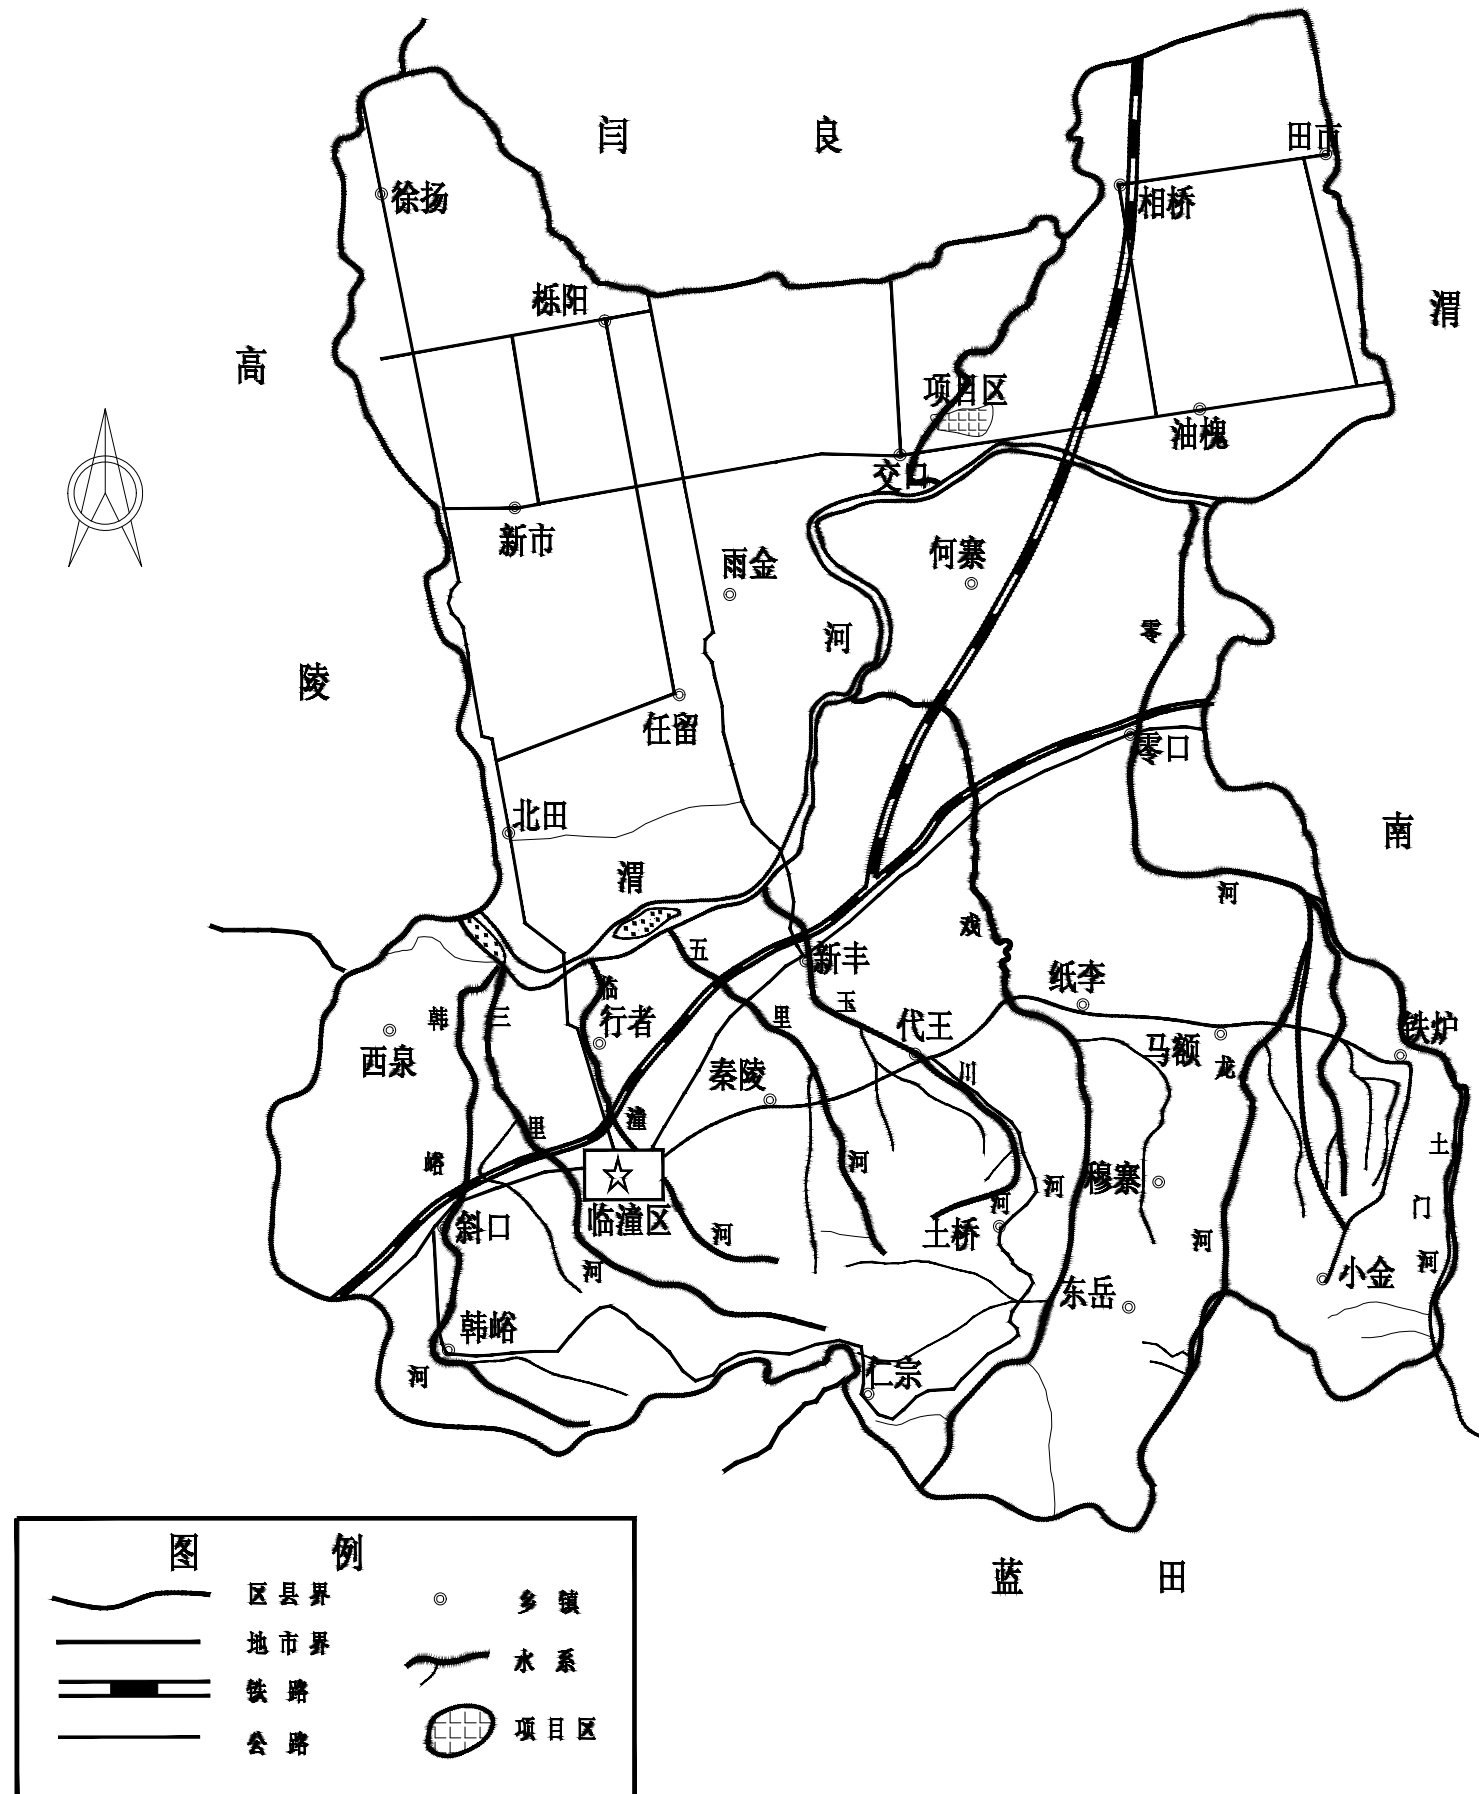 闫 良
田市
徐扬
相桥
栎阳
渭
高
项目区
油槐
交口
新市
雨金
何寨
零
河
陵
任留
零口
北田
南
渭
河
戏
五
新丰
纸李
临
韩
三
行者
里
玉
代王
铁炉
西泉
秦陵
川
马额
龙
潼
里
土
峪
河
河
穆寨
门
斜口
临潼区
河
河
土桥
河
河
河
小金
东岳
韩峪
河
仁宗
图 例
区县界
乡镇
地市界
水系
铁路
项目区
公路
蓝 田